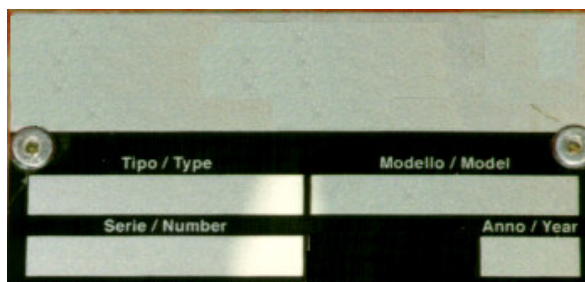 Tipo / Type Modello / Model
Serie / Number Anno / Year